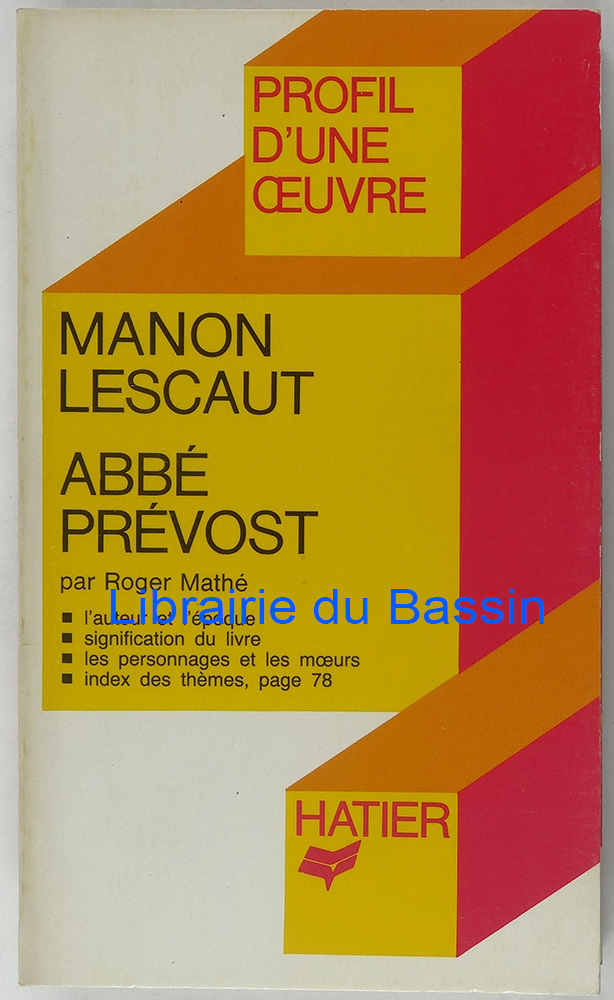 PROFIL
D'UNE
ŒUVRE
MANON
LESCAUT
ABBÉ
PRÉVOST
par Roger Mathé
Librairie du Bassin
■ l'auteur et l'époque
■ signification du livre
■ les personnages et les mœurs
■ index des thèmes, page 78
HATIER